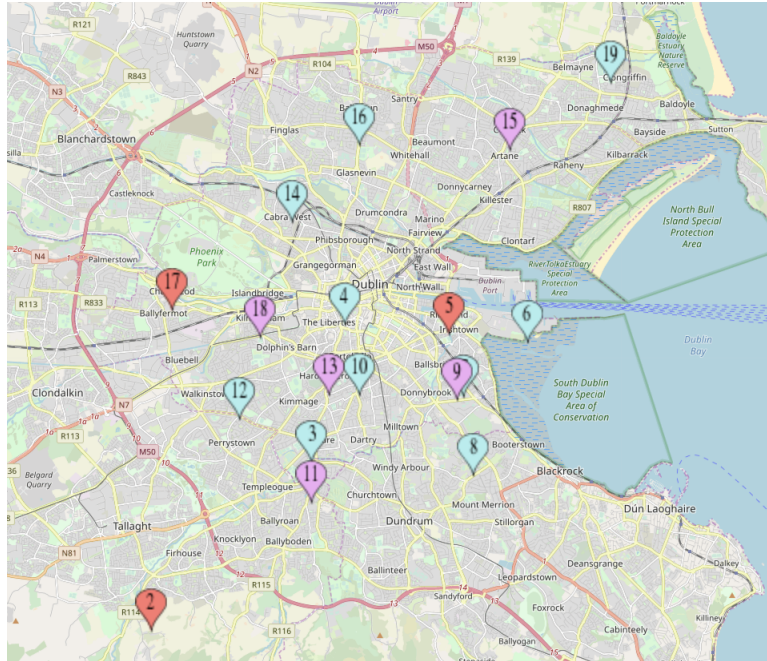 Portmarnock
R121
Dublin
Airport
M50
Huntstown
Quarry
N2
R104
R139
Belmayne
19
Clongriffin
Baldoyle
Estuary
Nature
Reserve
R843
N3
Santry
Donaghmede
Baldoyle
16
15
Finglas
Beaumont
Bayside
Sutton
Blanchardstown
Whitehall
Artane
Kilbarrack
Raheny
Glasnevin
Castleknock
14
Donnycarney
Killester
Cabra West
Drumcondra
Marino
Fairview
R807
North Bull
Island Special
Protection
Area
Phibsborough
Clontarf
N4
Palmerstown
Phoenix
Park
North Strand
East Wall
Grangegorman
River Tolka Estuary
Special
Protection
Area
17
Dublin
North Wall
Dublin
Port
R113
R833
Islandbridge
4
5
6
Ballyfermot
18
The Liberties
Irishtown
Dublin
Bay
Bluebell
Dolphin's Barn
13
10
9
Clondalkin
12
Walkinstown
Kimmage
Donnybrook
South Dublin
Bay Special
Area of
Conservation
N7
R113
Perrystown
3
Milltown
Dartry
8
Booterstown
M50
Belgard
Quarry
11
Windy Arbour
Blackrock
Templeogue
Churchtown
Mount Merrion
Dún Laoghaire
Tallaght
Ballyroan
Dundrum
Stillorgan
Knocklyon
Ballyboden
N81
Firhouse
Deansgrange
Dalkey
Ballinteer
Leopardstown
2
R114
R115
Sandyford
Foxrock
Killiney
R116
Cabinteely
Ballyogan